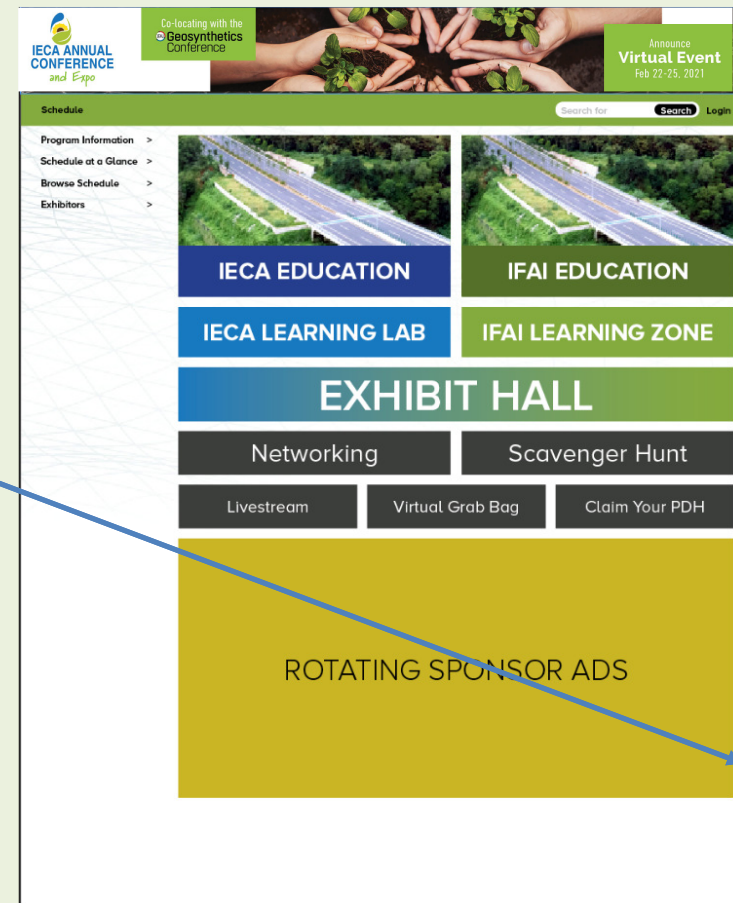 IECA ANNUAL
CONFERENCE
and Expo
Co-locating with the
Geosynthetics
Conference
Announce
Virtual Event
Feb 22-25, 2021
Schedule
Search for
Search
Login
Program Information >
Schedule at a Glance >
Browse Schedule >
Exhibitors >
IECA EDUCATION
IFAI EDUCATION
IECA LEARNING LAB
IFAI LEARNING ZONE
EXHIBIT HALL
Networking
Scavenger Hunt
Livestream
Virtual Grab Bag
Claim Your PDH
ROTATING SPONSOR ADS